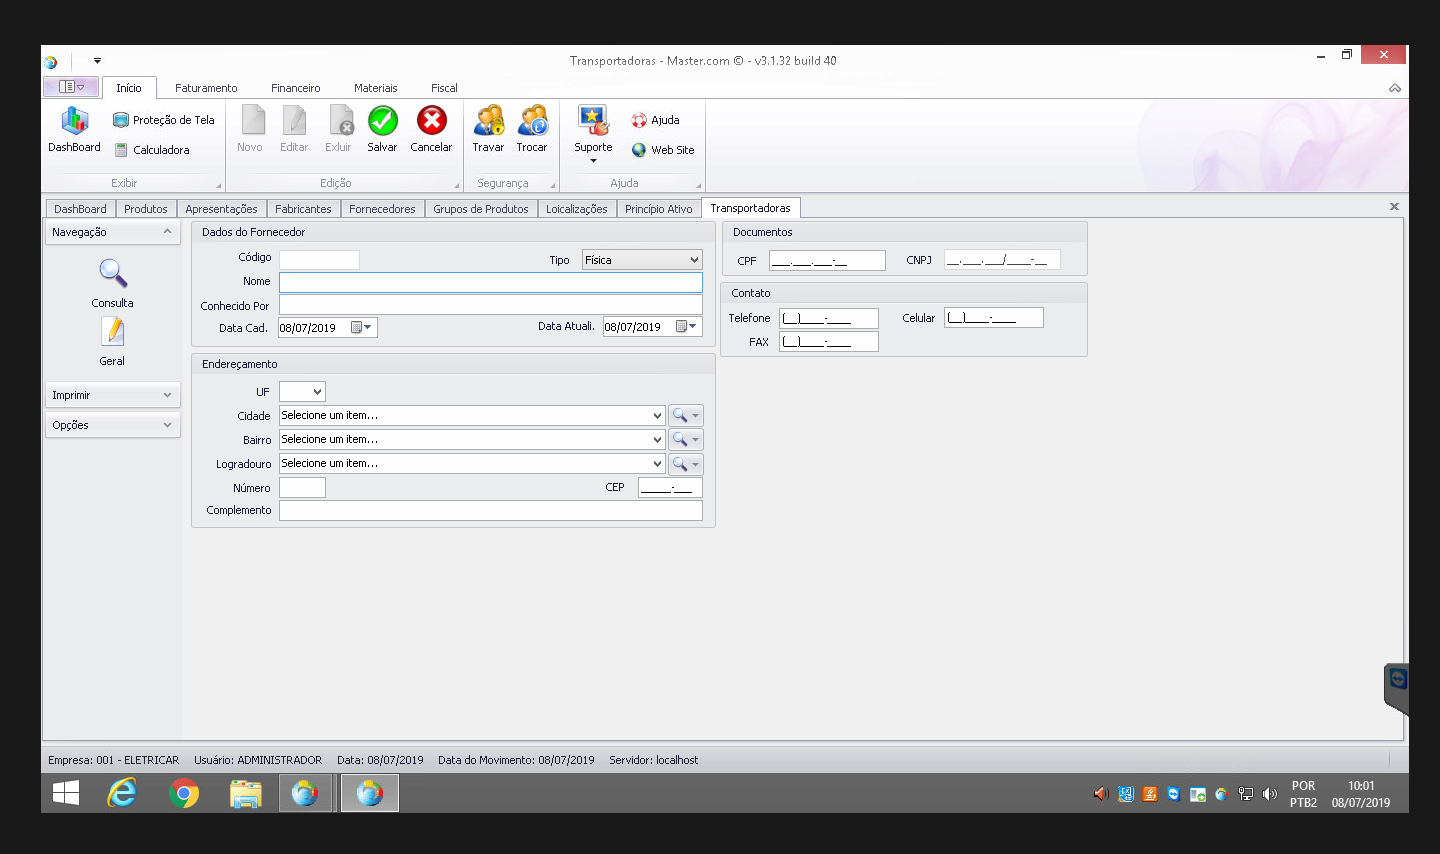 Transportadoras - Master.com © - v3.1.32 build 40
Início Faturamento Financeiro Materiais Fiscal
DashBoard
Proteção de Tela
Calculadora
Exibir
Novo Editar Exluir Salvar Cancelar
Edição
Travar Trocar
Segurança
Suporte
Ajuda
Web Site
Ajuda
DashBoard Produtos Apresentações Fabricantes Fornecedores Grupos de Produtos Loicalizações Princípio Ativo Transportadoras
Navegação
Consulta
Geral
Imprimir
Opções
Dados do Fornecedor
Código
Tipo Física
Nome
Conhecido Por
Data Cad. 08/07/2019
Data Atuali. 08/07/2019
Endereçamento
UF
Cidade Selecione um item...
Bairro Selecione um item...
Logradouro Selecione um item...
Número
CEP _____-___
Complemento
Documentos
CPF ___.___.___-__
CNPJ __.___.___/____-__
Contato
Telefone (__)____-____
Celular (__)____-____
FAX (__)____-____
Empresa: 001 - ELETRICAR Usuário: ADMINISTRADOR Data: 08/07/2019 Data do Movimento: 08/07/2019 Servidor: localhost
POR
PTB2
10:01
08/07/2019